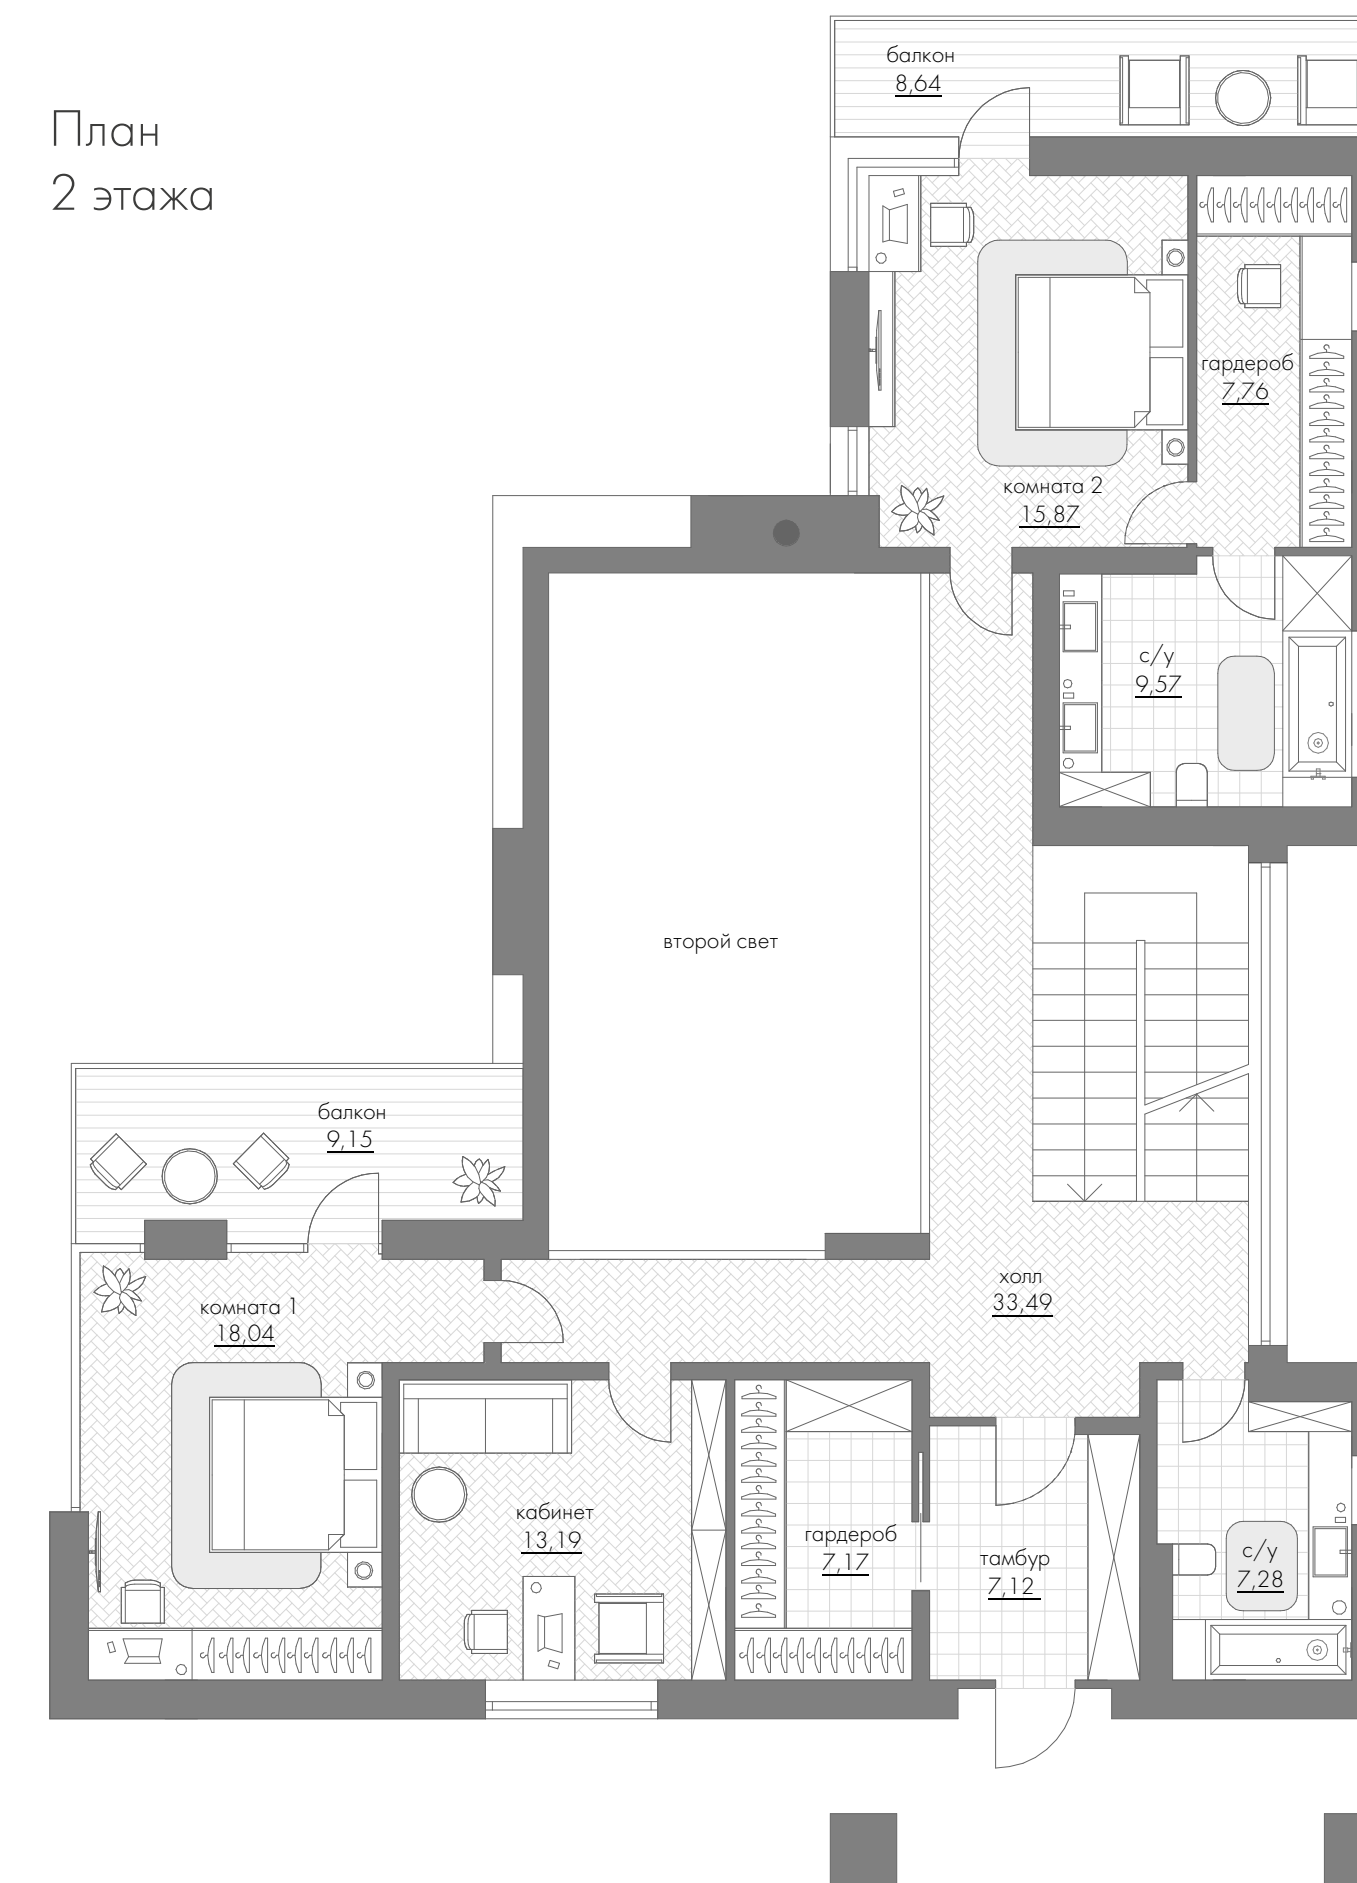 План
2 этажа
балкон
8,64
гардероб
7,76
комната 2
15,87
с/у
9,57
второй свет
балкон
9,15
холл
33,49
комната 1
18,04
кабинет
13,19
гардероб
7,17
тамбур
7,12
с/у
7,28